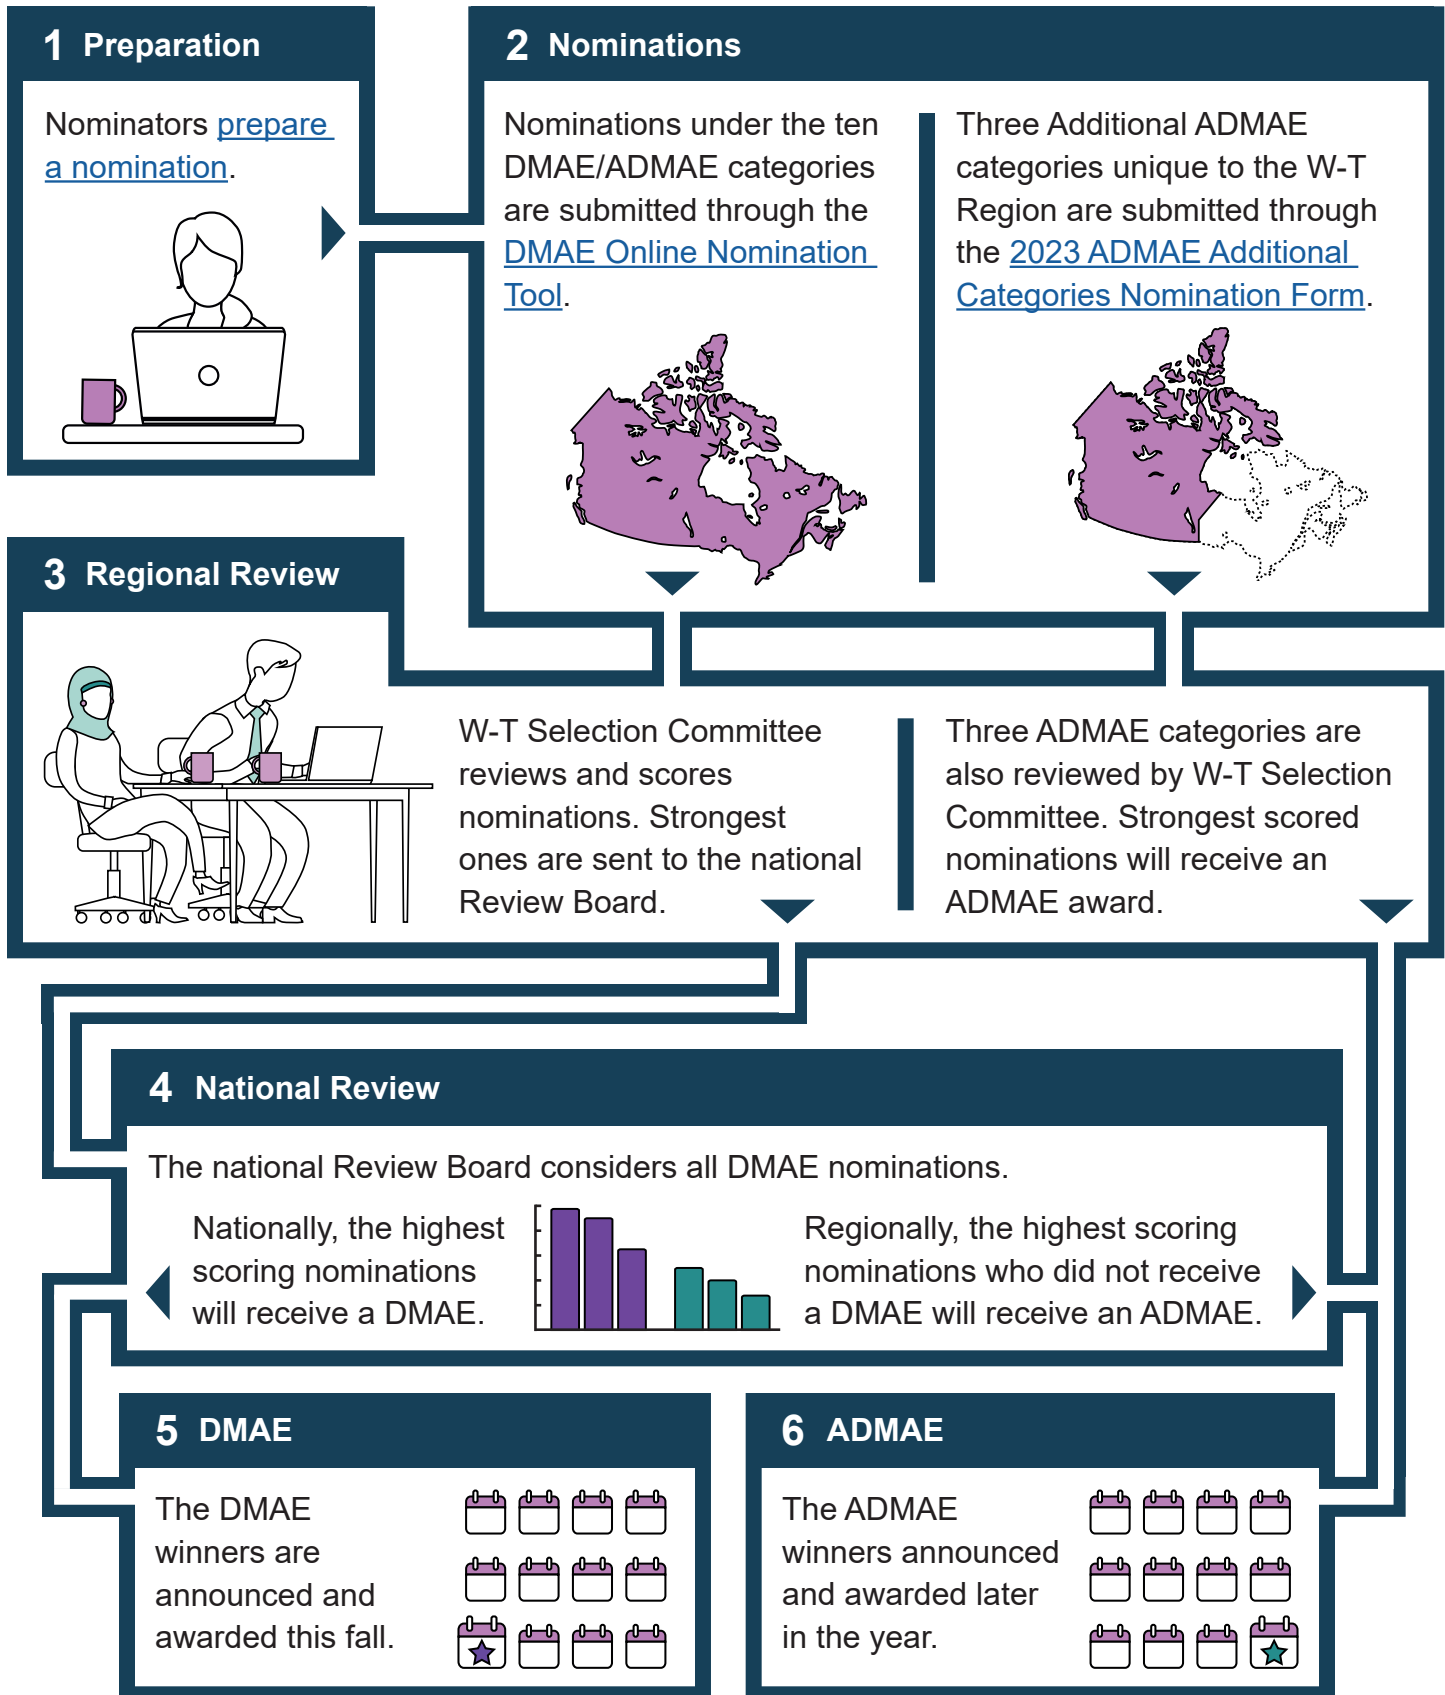 1 Preparation
Nominators prepare
a nomination.
2 Nominations
Nominations under the ten
DMAE/ADMAE categories
are submitted through the
DMAE Online Nomination
Tool.
Three Additional ADMAE
categories unique to the W-T
Region are submitted through
the 2023 ADMAE Additional
Categories Nomination Form.
3 Regional Review
W-T Selection Committee
reviews and scores
nominations. Strongest
ones are sent to the national
Review Board.
Three ADMAE categories are
also reviewed by W-T Selection
Committee. Strongest scored
nominations will receive an
ADMAE award.
4 National Review
The national Review Board considers all DMAE nominations.
Nationally, the highest
scoring nominations
will receive a DMAE.
Regionally, the highest scoring
nominations who did not receive
a DMAE will receive an ADMAE.
5 DMAE
The DMAE
winners are
announced and
awarded this fall.
6 ADMAE
The ADMAE
winners announced
and awarded later
in the year.